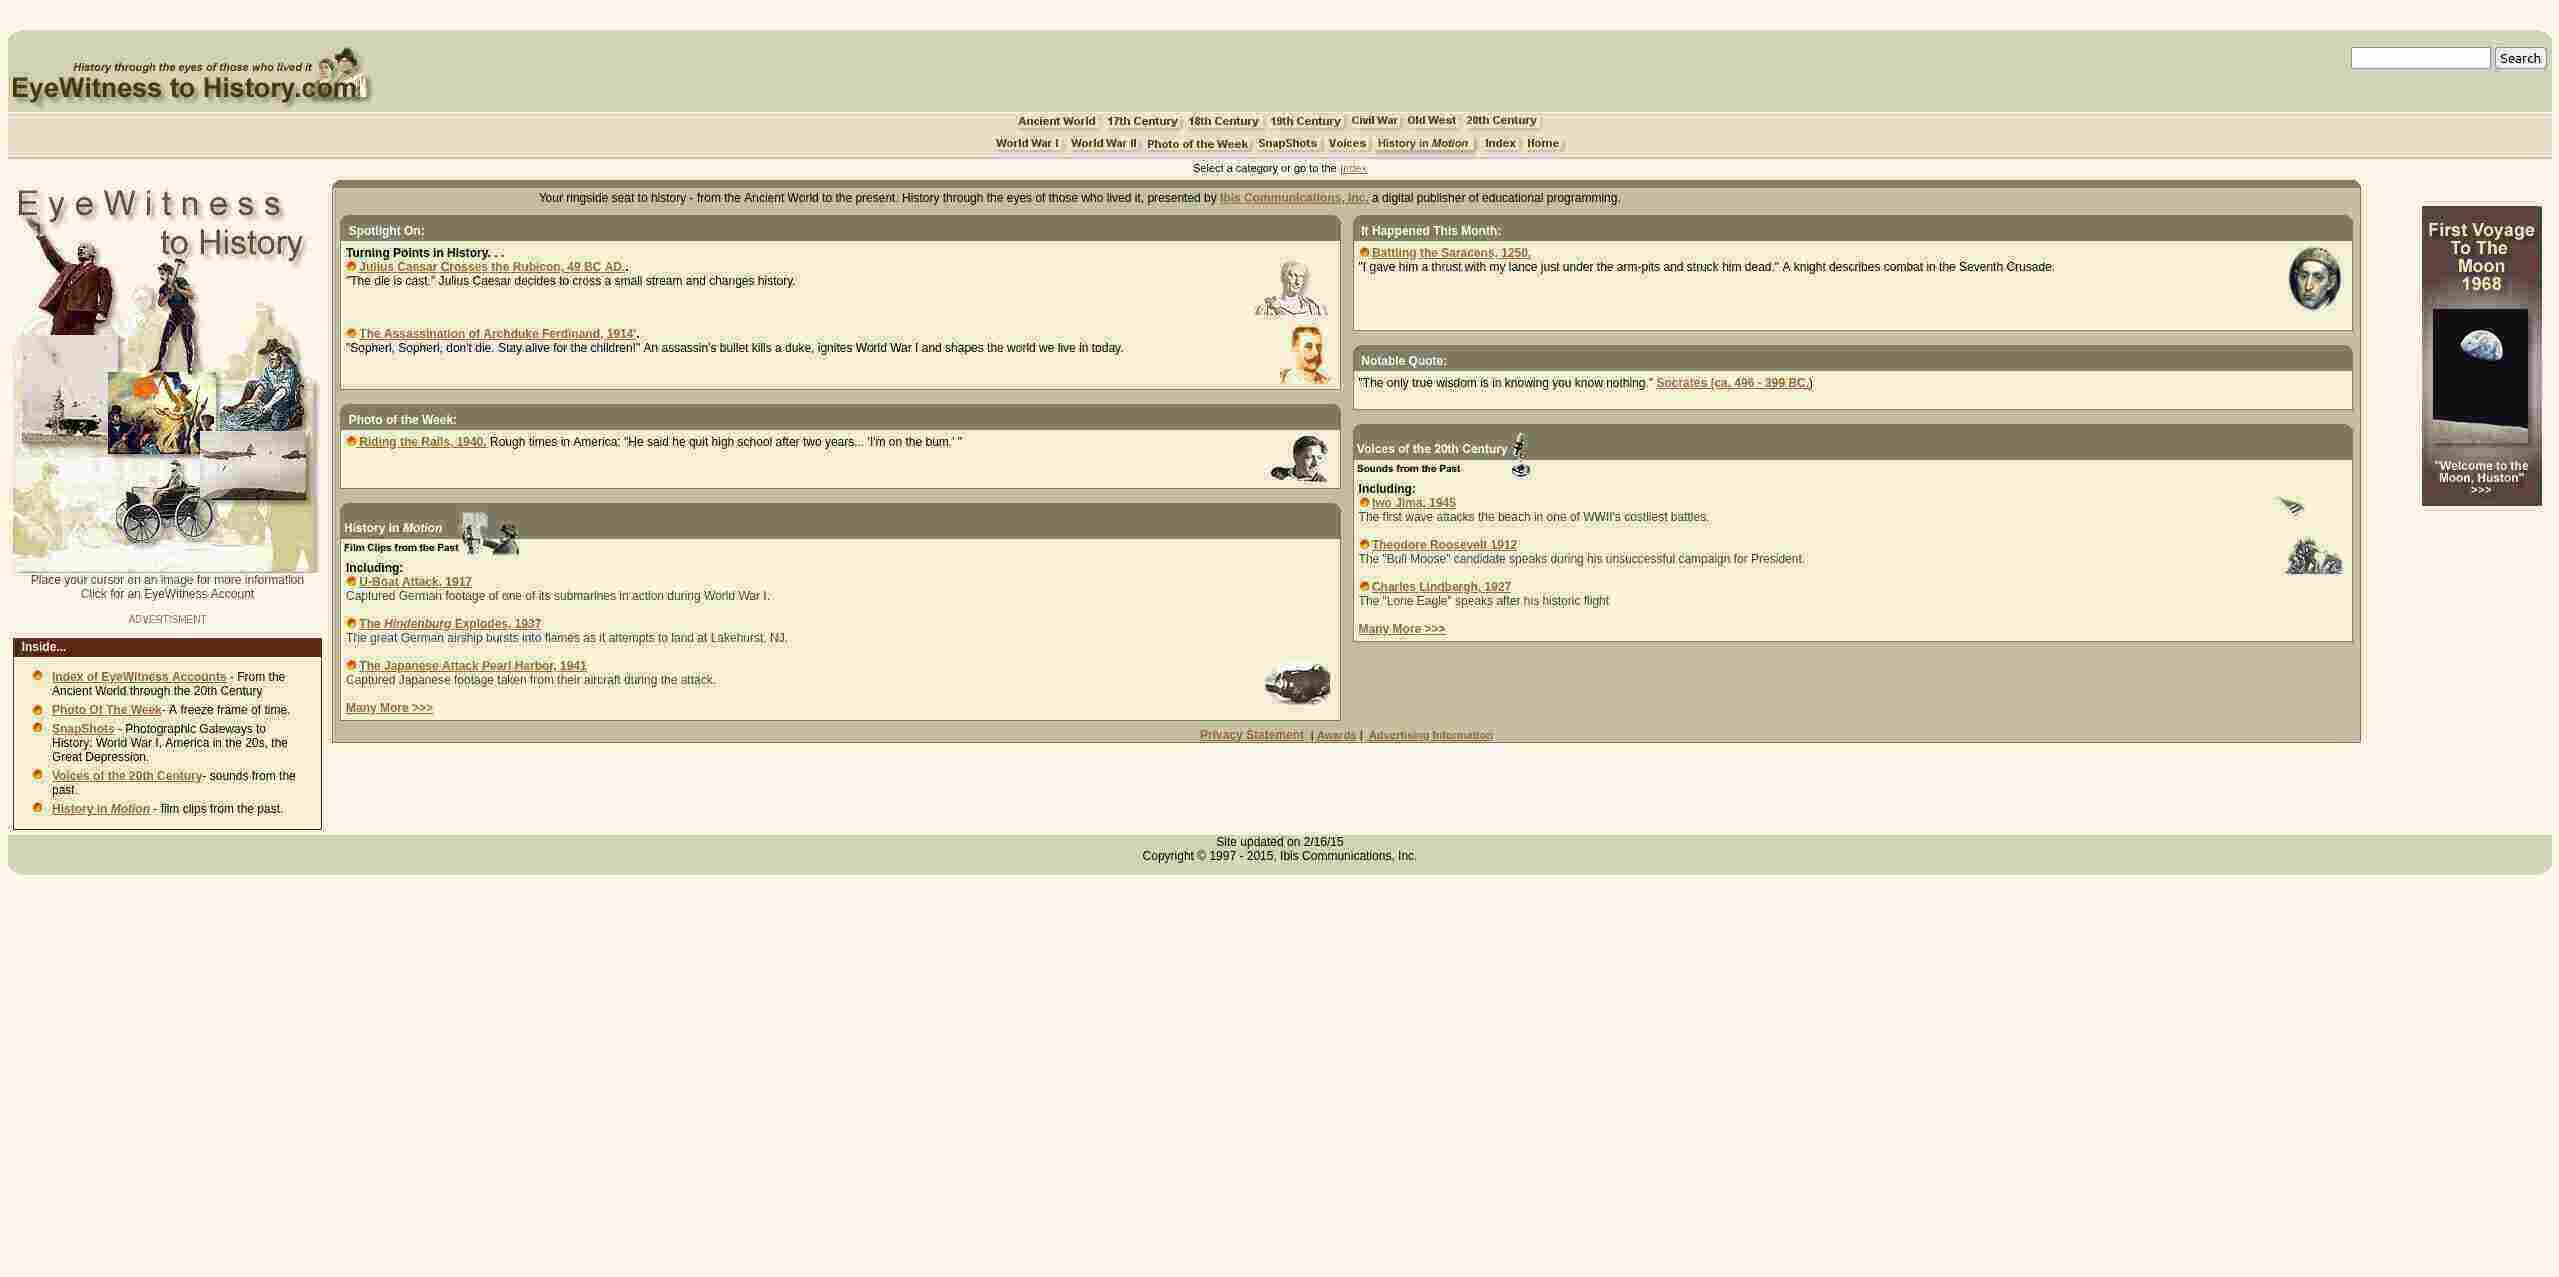 History through the eyes of those who lived it
EyeWitness to History.com
Search
Ancient World 17th Century 18th Century 19th Century Civil War Old West 20th Century
World War I World War II Photo of the Week SnapShots Voices History in Motion Index Home
Select a category or go to the Index
EyeWitness
to History
Place your cursor on an image for more information
Click for an EyeWitness Account
ADVERTISMENT
Inside...
Index of EyeWitness Accounts - From the
Ancient World through the 20th Century
Photo Of The Week- A freeze frame of time.
SnapShots - Photographic Gateways to
History: World War I, America in the 20s, the
Great Depression.
Voices of the 20th Century- sounds from the
past.
History in Motion - film clips from the past.
Your ringside seat to history - from the Ancient World to the present. History through the eyes of those who lived it, presented by Ibis Communications, Inc. a digital publisher of educational programming.
Spotlight On:
Turning Points in History. . .
Julius Caesar Crosses the Rubicon, 49 BC AD..
"The die is cast." Julius Caesar decides to cross a small stream and changes history.
The Assassination of Archduke Ferdinand, 1914'.
"Sopherl, Sopherl, don't die. Stay alive for the children!" An assassin's bullet kills a duke, ignites World War I and shapes the world we live in today.
Photo of the Week:
Riding the Rails, 1940. Rough times in America: "He said he quit high school after two years... 'I'm on the bum.' "
History in Motion
Film Clips from the Past
Including:
U-Boat Attack, 1917
Captured German footage of one of its submarines in action during World War I.
The Hindenburg Explodes, 1937
The great German airship bursts into flames as it attempts to land at Lakehurst, NJ.
The Japanese Attack Pearl Harbor, 1941
Captured Japanese footage taken from their aircraft during the attack.
Many More >>>
It Happened This Month:
Battling the Saracens, 1250.
"I gave him a thrust with my lance just under the arm-pits and struck him dead." A knight describes combat in the Seventh Crusade.
Notable Quote:
"The only true wisdom is in knowing you know nothing." Socrates (ca. 496 - 399 BC.)
Voices of the 20th Century
Sounds from the Past
Including:
Iwo Jima, 1945
The first wave attacks the beach in one of WWII's costliest battles.
Theodore Roosevelt 1912
The "Bull Moose" candidate speaks during his unsuccessful campaign for President.
Charles Lindbergh, 1927
The "Lone Eagle" speaks after his historic flight
Many More >>>
Privacy Statement | Awards | Advertising Information
First Voyage
To The
Moon
1968
"Welcome to the
Moon, Huston"
>>>
Site updated on 2/16/15
Copyright © 1997 - 2015, Ibis Communications, Inc.